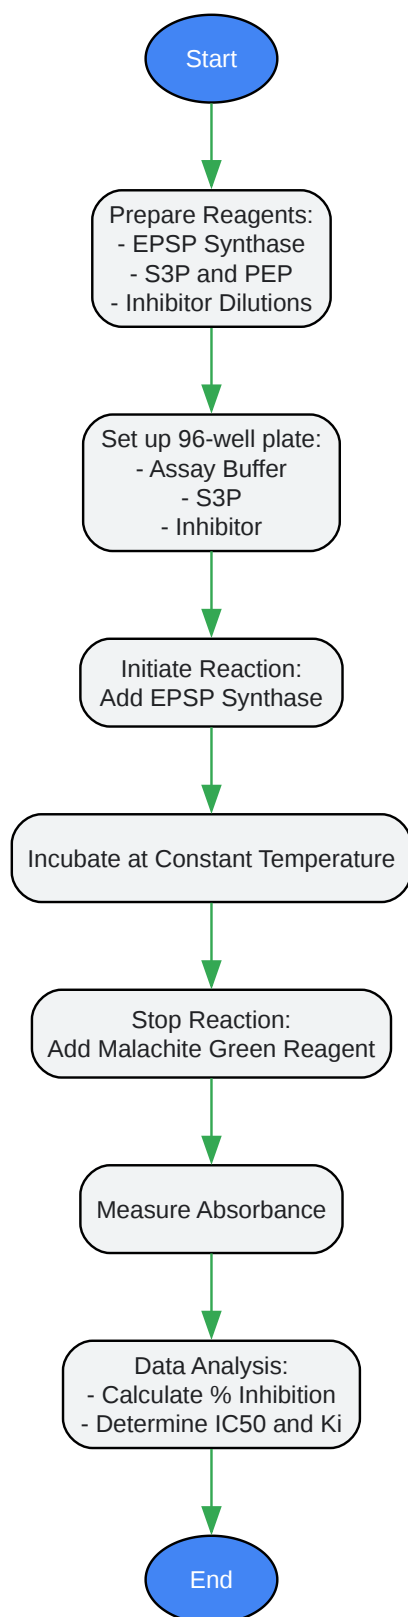 Start
Prepare Reagents:
- EPSP Synthase
- S3P and PEP
- Inhibitor Dilutions
Set up 96-well plate:
- Assay Buffer
- S3P
- Inhibitor
Initiate Reaction:
Add EPSP Synthase
Incubate at Constant Temperature
Stop Reaction:
Add Malachite Green Reagent
Measure Absorbance
Data Analysis:
- Calculate % Inhibition
- Determine IC50 and Ki
End